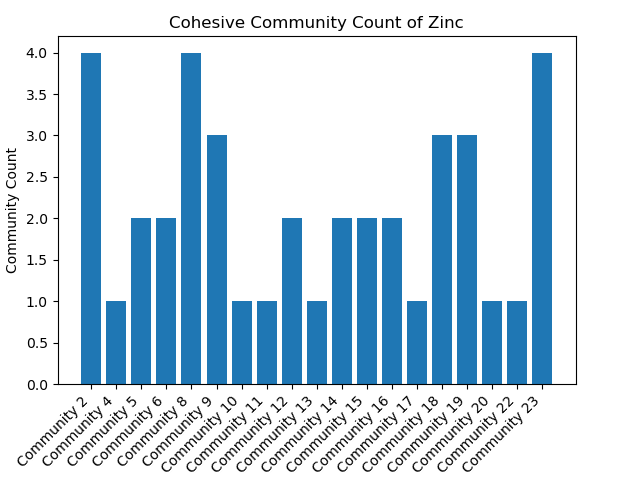 Cohesive Community Count of Zinc
Community Count
4.0
3.5
3.0
2.5
2.0
1.5
1.0
0.5
0.0
Community 2
Community 4
Community 5
Community 6
Community 8
Community 9
Community 10
Community 11
Community 12
Community 13
Community 14
Community 15
Community 16
Community 17
Community 18
Community 19
Community 20
Community 22
Community 23